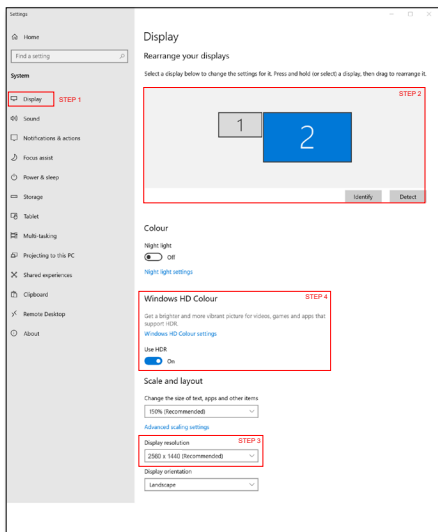 Settings
Home
Find a setting
System
Display
STEP 1
Sound
Notifications & actions
Focus assist
Power & sleep
Storage
Tablet
Multi-tasking
Projecting to this PC
Shared experiences
Clipboard
Remote Desktop
About
Display
Rearrange your displays
Select a display below to change the settings for it. Press and hold (or select) a display, then drag to rearrange it.
STEP 2
1
2
Identify
Detect
Colour
Night light
Off
Night light settings
Windows HD Colour
STEP 4
Get a brighter and more vibrant picture for videos, games and apps that
support HDR.
Windows HD Colour settings
Use HDR
On
Scale and layout
Change the size of text, apps and other items
150% (Recommended)
Advanced scaling settings
Display resolution
STEP 3
2560 x 1440 (Recommended)
Display orientation
Landscape